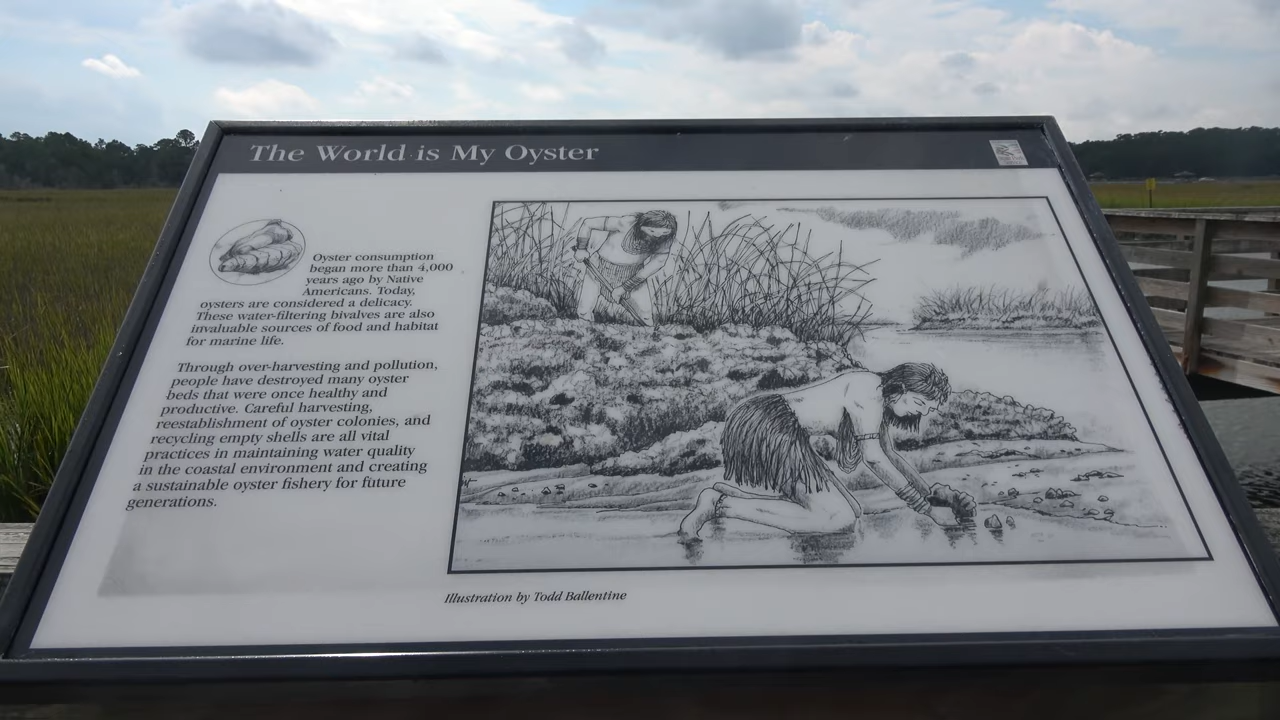 The World is My Oyster
Oyster consumption
began more than 4,000
years ago by Native
Americans. Today,
oysters are considered a delicacy.
These water-filtering bivalves are also
invaluable sources of food and habitat
for marine life.
Through over-harvesting and pollution,
people have destroyed many oyster
beds that were once healthy and
productive. Careful harvesting,
reestablishment of oyster colonies, and
recycling empty shells are all vital
practices in maintaining water quality
in the coastal environment and creating
a sustainable oyster fishery for future
generations.
Illustration by Todd Ballentine